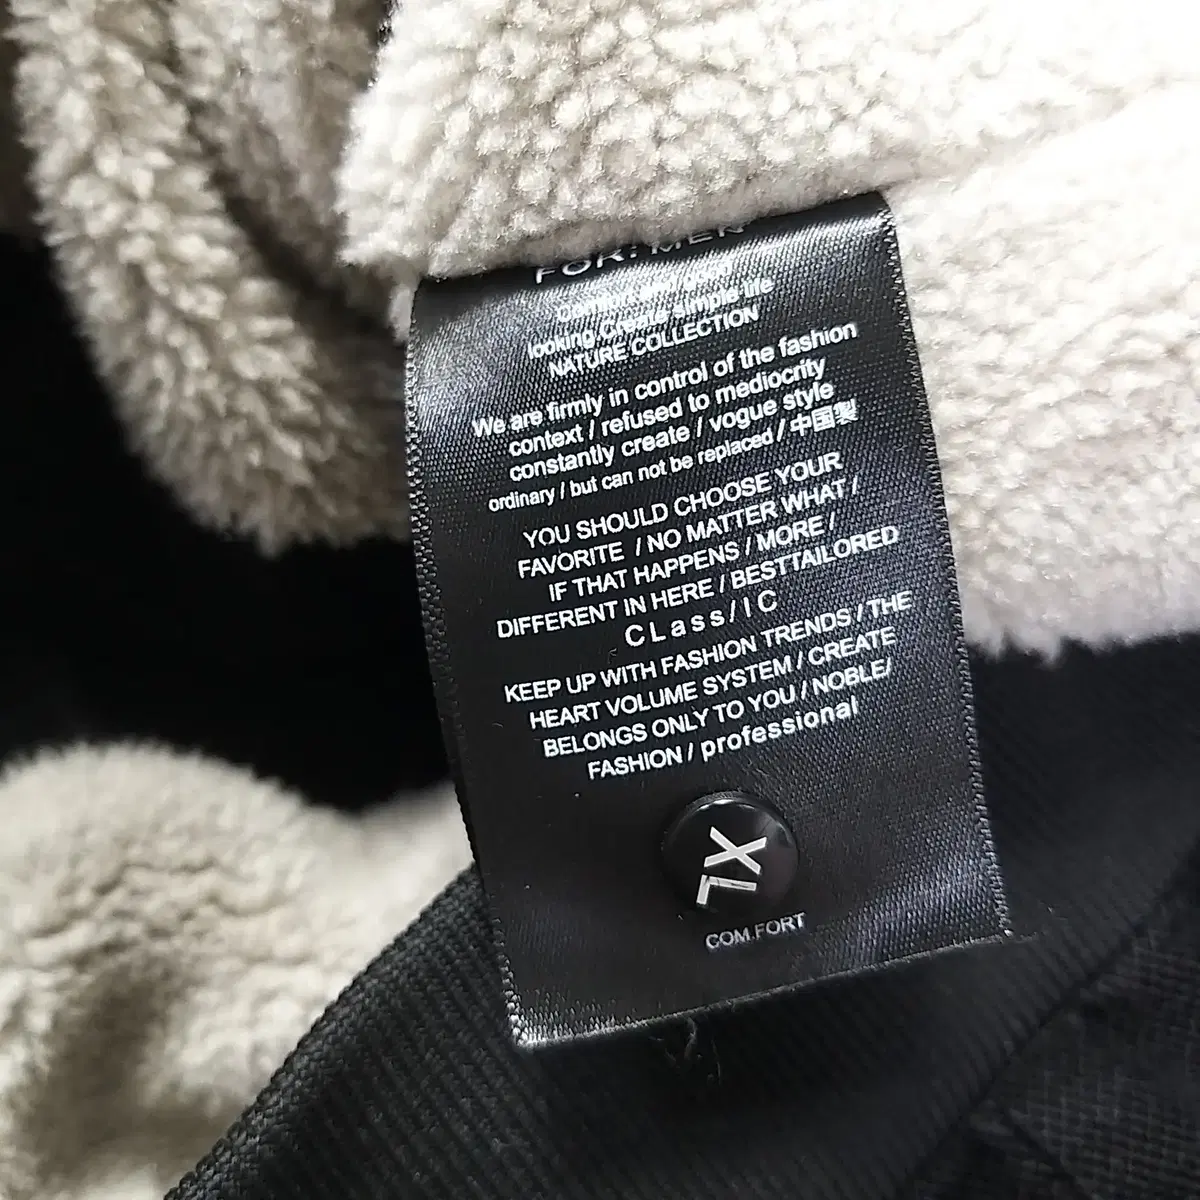 FOR: MEN
looking.Create simple life
NATURE COLLECTION
We are firmly in control of the fashion
context / refused to mediocrity
constantly create / vogue style
ordinary / but can not be replaced / 中国製
YOU SHOULD CHOOSE YOUR
FAVORITE / NO MATTER WHAT /
IF THAT HAPPENS / MORE /
DIFFERENT IN HERE / BESTTAILORED
CLass/IC
KEEP UP WITH FASHION TRENDS / THE
HEART VOLUME SYSTEM / CREATE
BELONGS ONLY TO YOU / NOBLE/
FASHION / professional
XL
COM.FORT